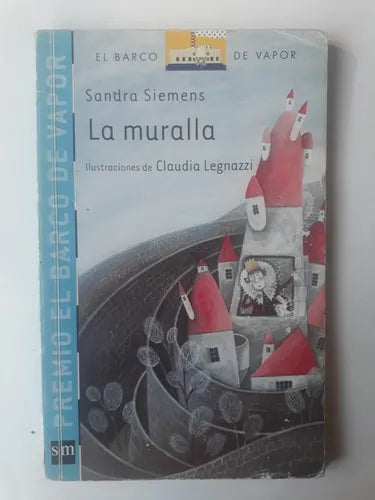 EL BARCO DE VAPOR
Sandra Siemens
La muralla
Ilustraciones de Claudia Legnazzi
PREMIO EL BARCO DE VAPOR
sm